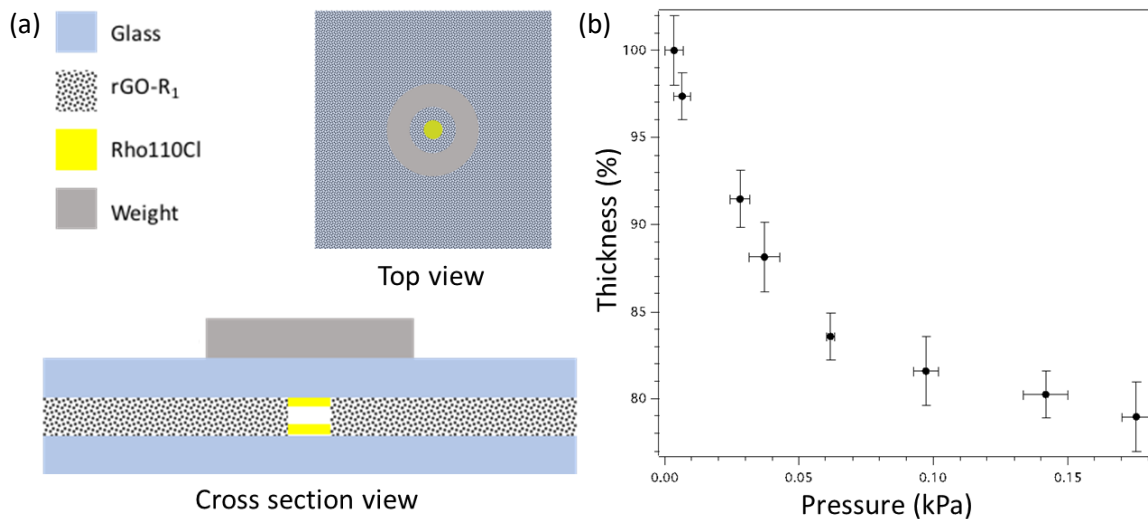 (a)
Glass
rGO-R₁
Rho110Cl
Weight
Top view
Cross section view
(b)
Thickness (%)
100
95
90
85
80
0.00
0.05
0.10
0.15
Pressure (kPa)